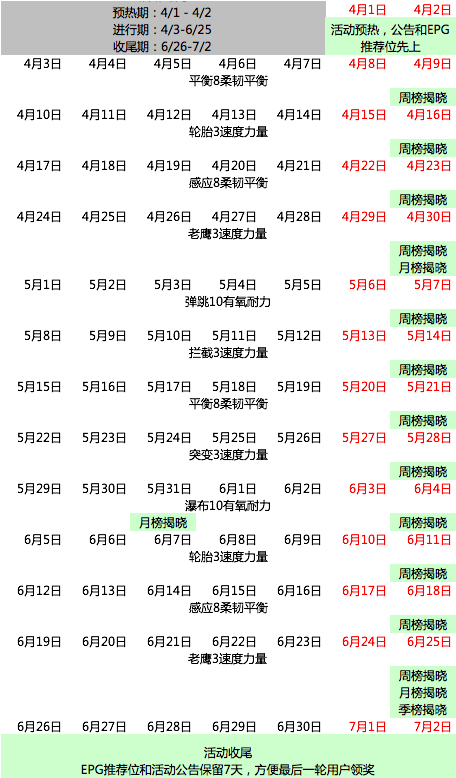 预热期：4/1 - 4/2
进行期：4/3-6/25
收尾期：6/26-7/2
4月1日 4月2日
活动预热，公告和EPG
推荐位先上
4月3日 4月4日 4月5日 4月6日 4月7日 4月8日 4月9日
平衡8柔韧平衡
周榜揭晓
4月10日 4月11日 4月12日 4月13日 4月14日 4月15日 4月16日
轮胎3速度力量
周榜揭晓
4月17日 4月18日 4月19日 4月20日 4月21日 4月22日 4月23日
感应8柔韧平衡
周榜揭晓
4月24日 4月25日 4月26日 4月27日 4月28日 4月29日 4月30日
老鹰3速度力量
周榜揭晓
月榜揭晓
5月1日 5月2日 5月3日 5月4日 5月5日 5月6日 5月7日
弹跳10有氧耐力
周榜揭晓
5月8日 5月9日 5月10日 5月11日 5月12日 5月13日 5月14日
拦截3速度力量
周榜揭晓
5月15日 5月16日 5月17日 5月18日 5月19日 5月20日 5月21日
平衡8柔韧平衡
周榜揭晓
5月22日 5月23日 5月24日 5月25日 5月26日 5月27日 5月28日
突变3速度力量
周榜揭晓
5月29日 5月30日 5月31日 6月1日 6月2日 6月3日 6月4日
瀑布10有氧耐力
月榜揭晓 周榜揭晓
6月5日 6月6日 6月7日 6月8日 6月9日 6月10日 6月11日
轮胎3速度力量
周榜揭晓
6月12日 6月13日 6月14日 6月15日 6月16日 6月17日 6月18日
感应8柔韧平衡
周榜揭晓
6月19日 6月20日 6月21日 6月22日 6月23日 6月24日 6月25日
老鹰3速度力量
周榜揭晓
月榜揭晓
季榜揭晓
6月26日 6月27日 6月28日 6月29日 6月30日 7月1日 7月2日
活动收尾
EPG推荐位和活动公告保留7天，方便最后一轮用户领奖